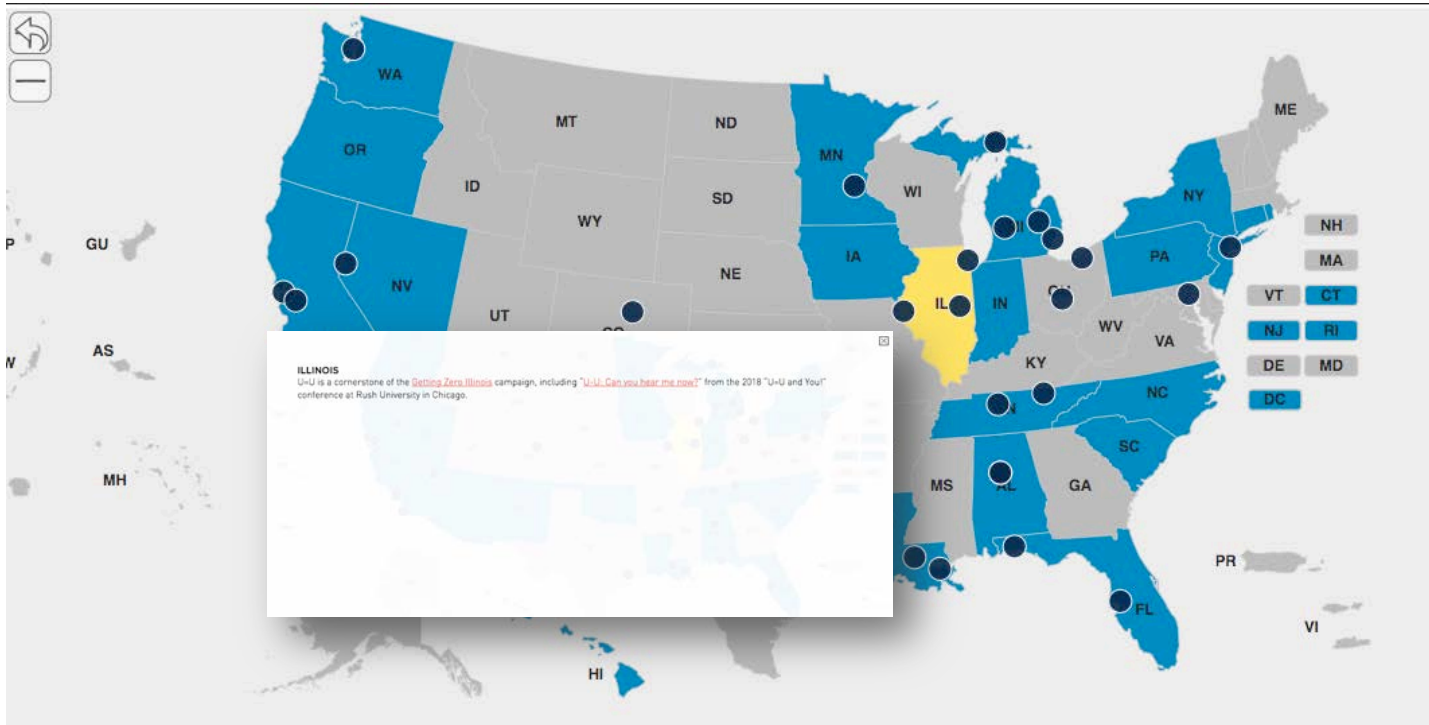 WA
MT
ND
ME
OR
MN
ID
SD
WI
NY
WY
GU
NH
IA
PA
MA
NE
NV
IL
IN
VT
CT
UT
WV
NJ
RI
VA
AS
KY
DE
MD
ILLINOIS
U=U is a cornerstone of the Getting Zero Illinois campaign, including "U=U: Can you hear me now?" from the 2018 "U=U and You!"
conference at Rush University in Chicago.
NC
DC
SC
MH
MS
AL
GA
PR
FL
VI
HI